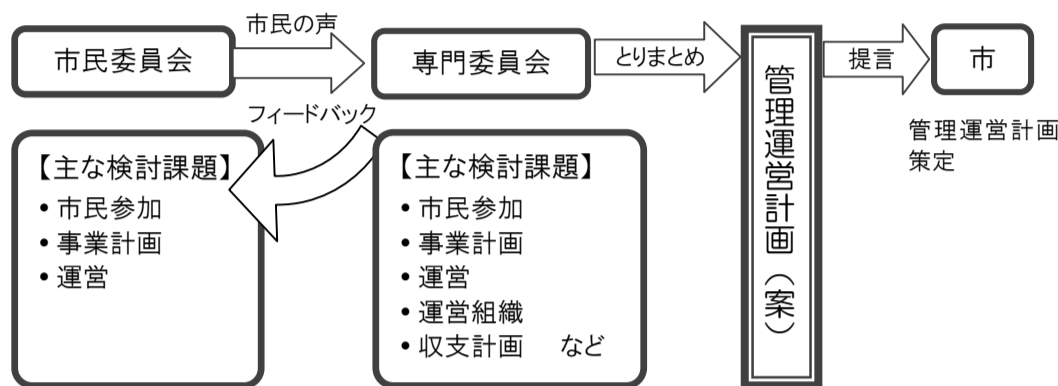 市民委員会
市民の声
専門委員会
とりまとめ
管理運営計画（案）
提言
市
管理運営計画
策定
フィードバック
【主な検討課題】
• 市民参加
• 事業計画
• 運営
【主な検討課題】
• 市民参加
• 事業計画
• 運営
• 運営組織
• 収支計画　など